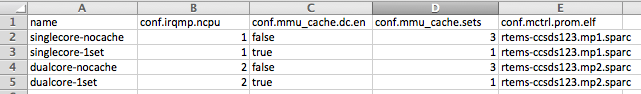 A B C D E
1 name conf.irqmp.ncpu conf.mmu_cache.dc.en conf.mmu_cache.sets conf.mctrl.prom.elf
2 singlecore-nocache 1 false 3 rtems-ccsds123.mp1.sparc
3 singlecore-1set 1 true 1 rtems-ccsds123.mp1.sparc
4 dualcore-nocache 2 false 3 rtems-ccsds123.mp2.sparc
5 dualcore-1set 2 true 1 rtems-ccsds123.mp2.sparc